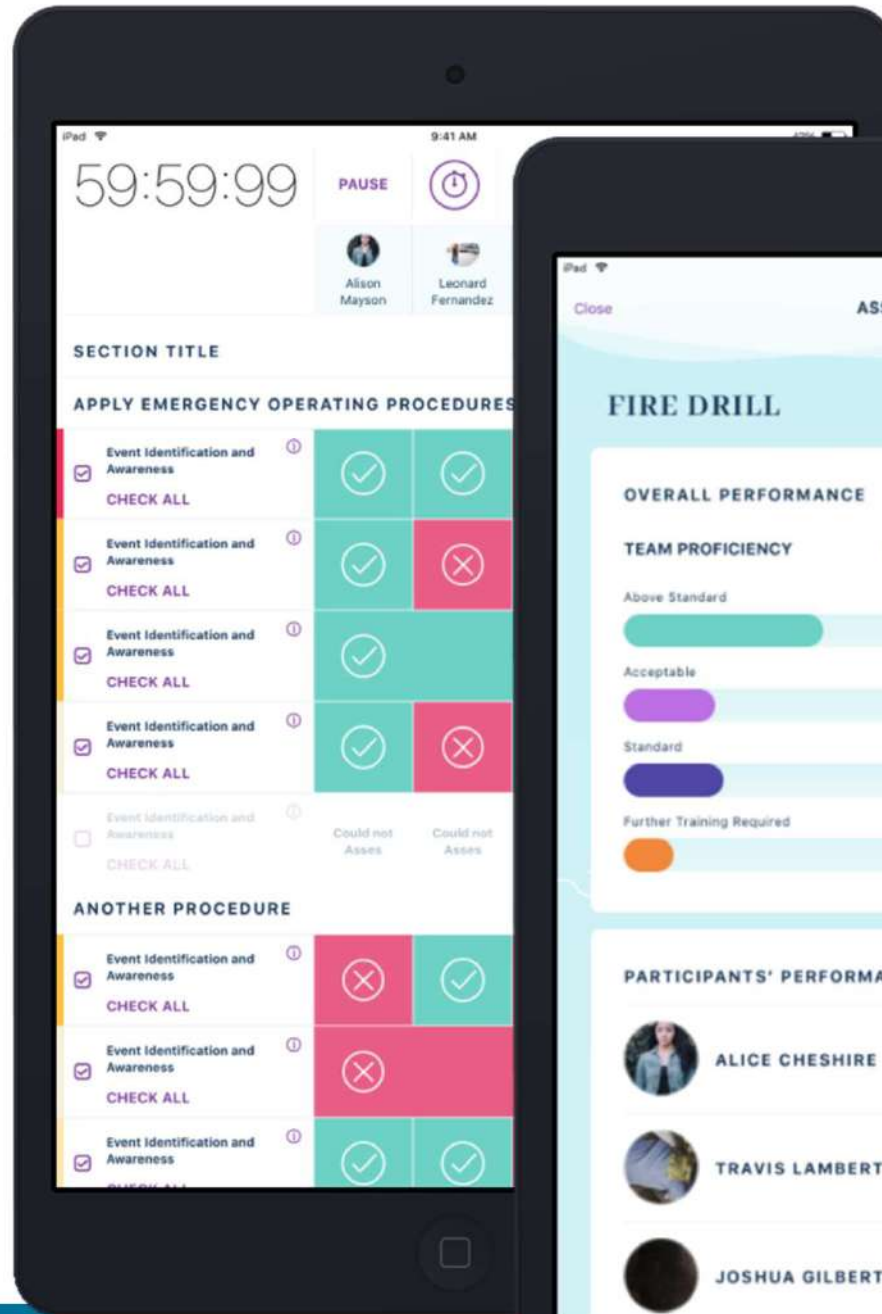 iPad
9:41 AM
59:59:99
PAUSE
Alison
Mayson
Leonard
Fernandez
SECTION TITLE
APPLY EMERGENCY OPERATING PROCEDURES
Event Identification and
Awareness
CHECK ALL
Event Identification and
Awareness
CHECK ALL
Event Identification and
Awareness
CHECK ALL
Event Identification and
Awareness
CHECK ALL
Event Identification and
Awareness
CHECK ALL
Could not
Asses
Could not
Asses
ANOTHER PROCEDURE
Event Identification and
Awareness
CHECK ALL
Event Identification and
Awareness
CHECK ALL
Event Identification and
Awareness
iPad
Close
FIRE DRILL
OVERALL PERFORMANCE
TEAM PROFICIENCY
Above Standard
Acceptable
Standard
Further Training Required
PARTICIPANTS' PERFORMA
ALICE CHESHIRE
TRAVIS LAMBERT
JOSHUA GILBERT